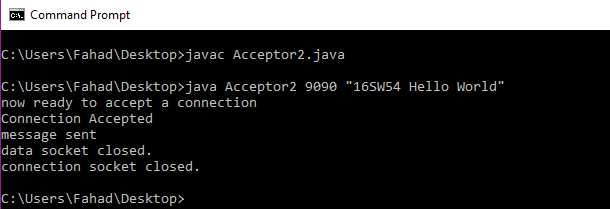 Command Prompt
C:\Users\Fahad\Desktop>javac Acceptor2.java
C:\Users\Fahad\Desktop>java Acceptor2 9090 "16SW54 Hello World"
now ready to accept a connection
Connection Accepted
message sent
data socket closed.
connection socket closed.
C:\Users\Fahad\Desktop>